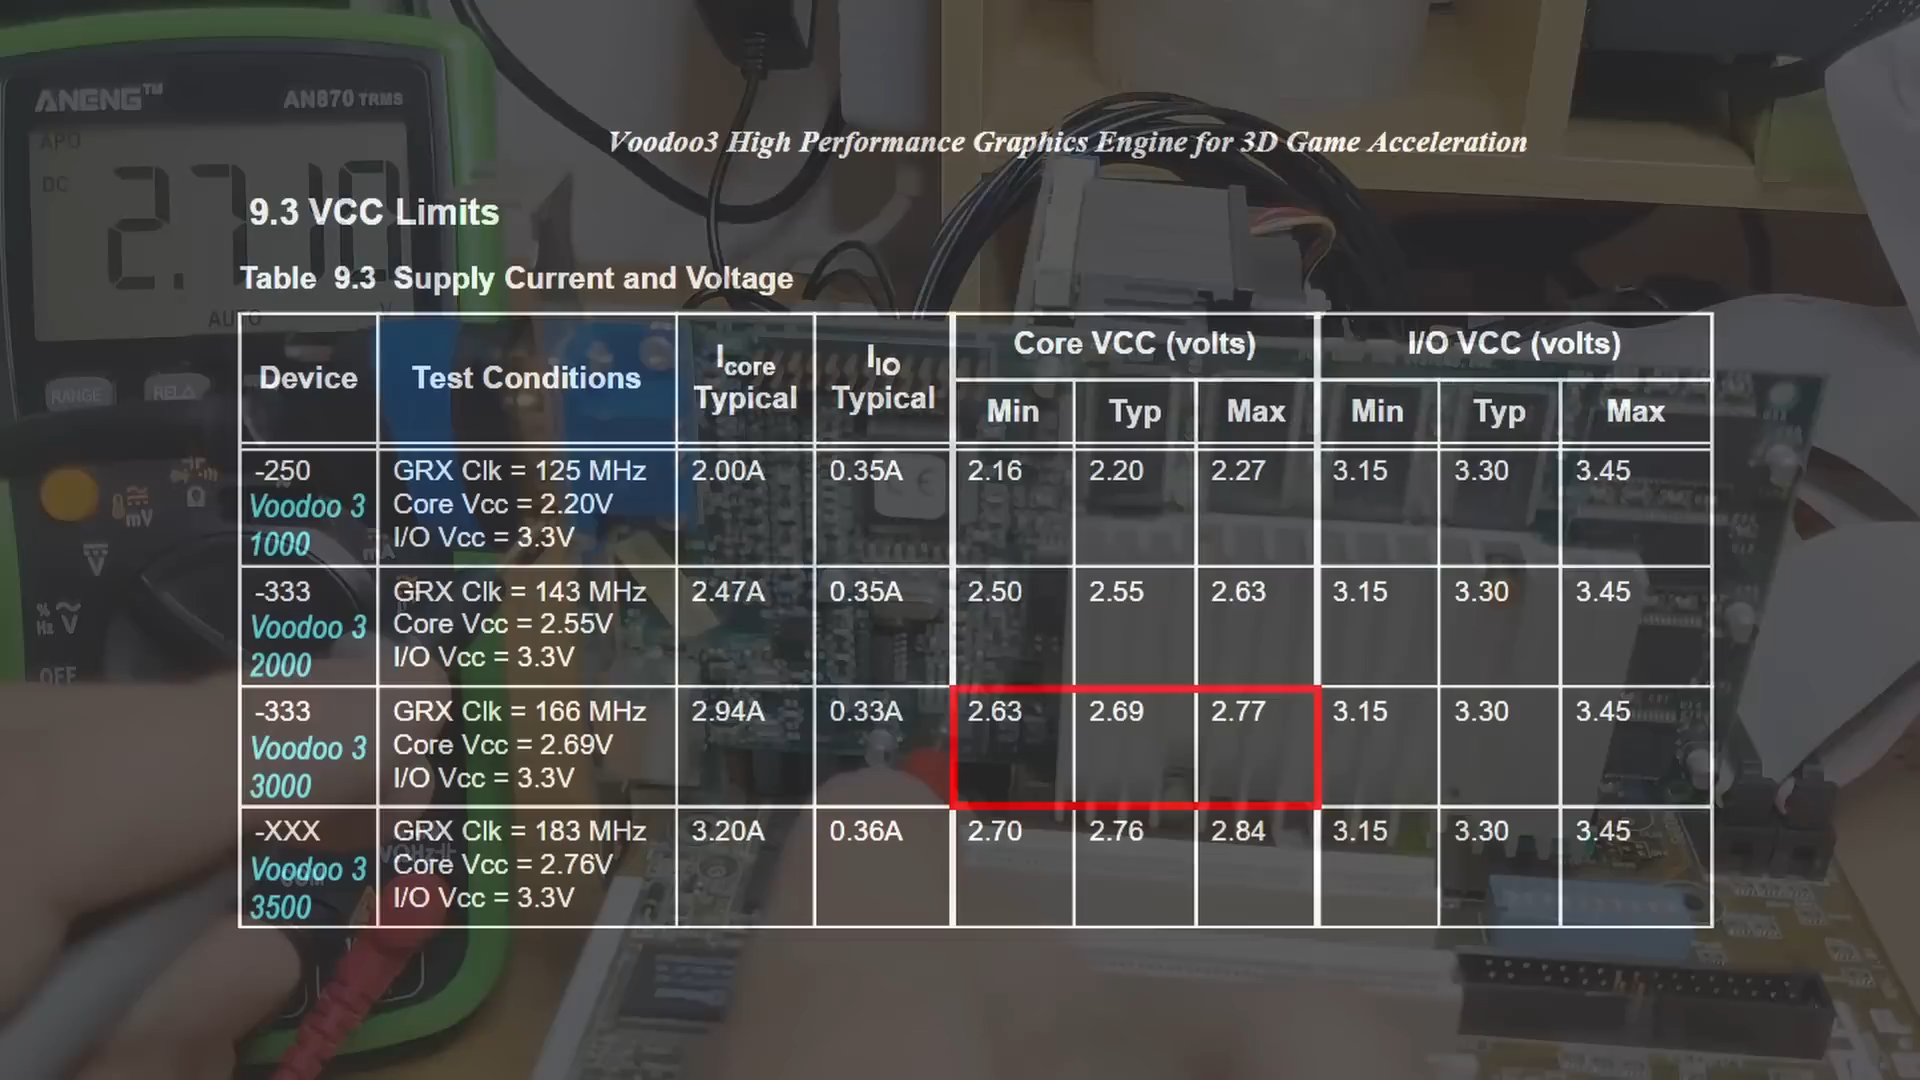 ANENG™
AN870 TRMS
APO
DC
2.710
V
AUTO
RANGE
REL△
mV
Ω
V
mA
Hz V
%
OFF
Voodoo3 High Performance Graphics Engine for 3D Game Acceleration
9.3 VCC Limits
Table 9.3 Supply Current and Voltage
Device Test Conditions Icore Typical IIO Typical Core VCC (volts) I/O VCC (volts)
Min Typ Max Min Typ Max
-250 GRX Clk = 125 MHz 2.00A 0.35A 2.16 2.20 2.27 3.15 3.30 3.45
Voodoo 3 Core Vcc = 2.20V
1000 I/O Vcc = 3.3V
-333 GRX Clk = 143 MHz 2.47A 0.35A 2.50 2.55 2.63 3.15 3.30 3.45
Voodoo 3 Core Vcc = 2.55V
2000 I/O Vcc = 3.3V
-333 GRX Clk = 166 MHz 2.94A 0.33A 2.63 2.69 2.77 3.15 3.30 3.45
Voodoo 3 Core Vcc = 2.69V
3000 I/O Vcc = 3.3V
-XXX GRX Clk = 183 MHz 3.20A 0.36A 2.70 2.76 2.84 3.15 3.30 3.45
Voodoo 3 Core Vcc = 2.76V
3500 I/O Vcc = 3.3V